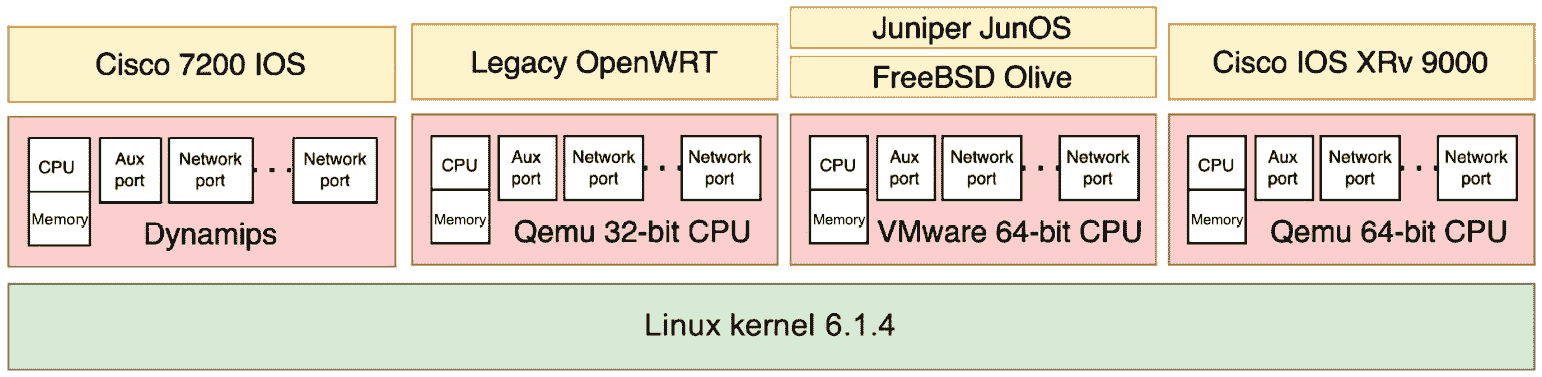 Cisco 7200 IOS
Legacy OpenWRT
Juniper JunOS
FreeBSD Olive
Cisco IOS XRv 9000
CPU
Memory
Aux
port
Network
port
. . .
Network
port
Dynamips
CPU
Memory
Aux
port
Network
port
. . .
Network
port
Qemu 32-bit CPU
CPU
Memory
Aux
port
Network
port
. . .
Network
port
VMware 64-bit CPU
CPU
Memory
Aux
port
Network
port
. . .
Network
port
Qemu 64-bit CPU
Linux kernel 6.1.4